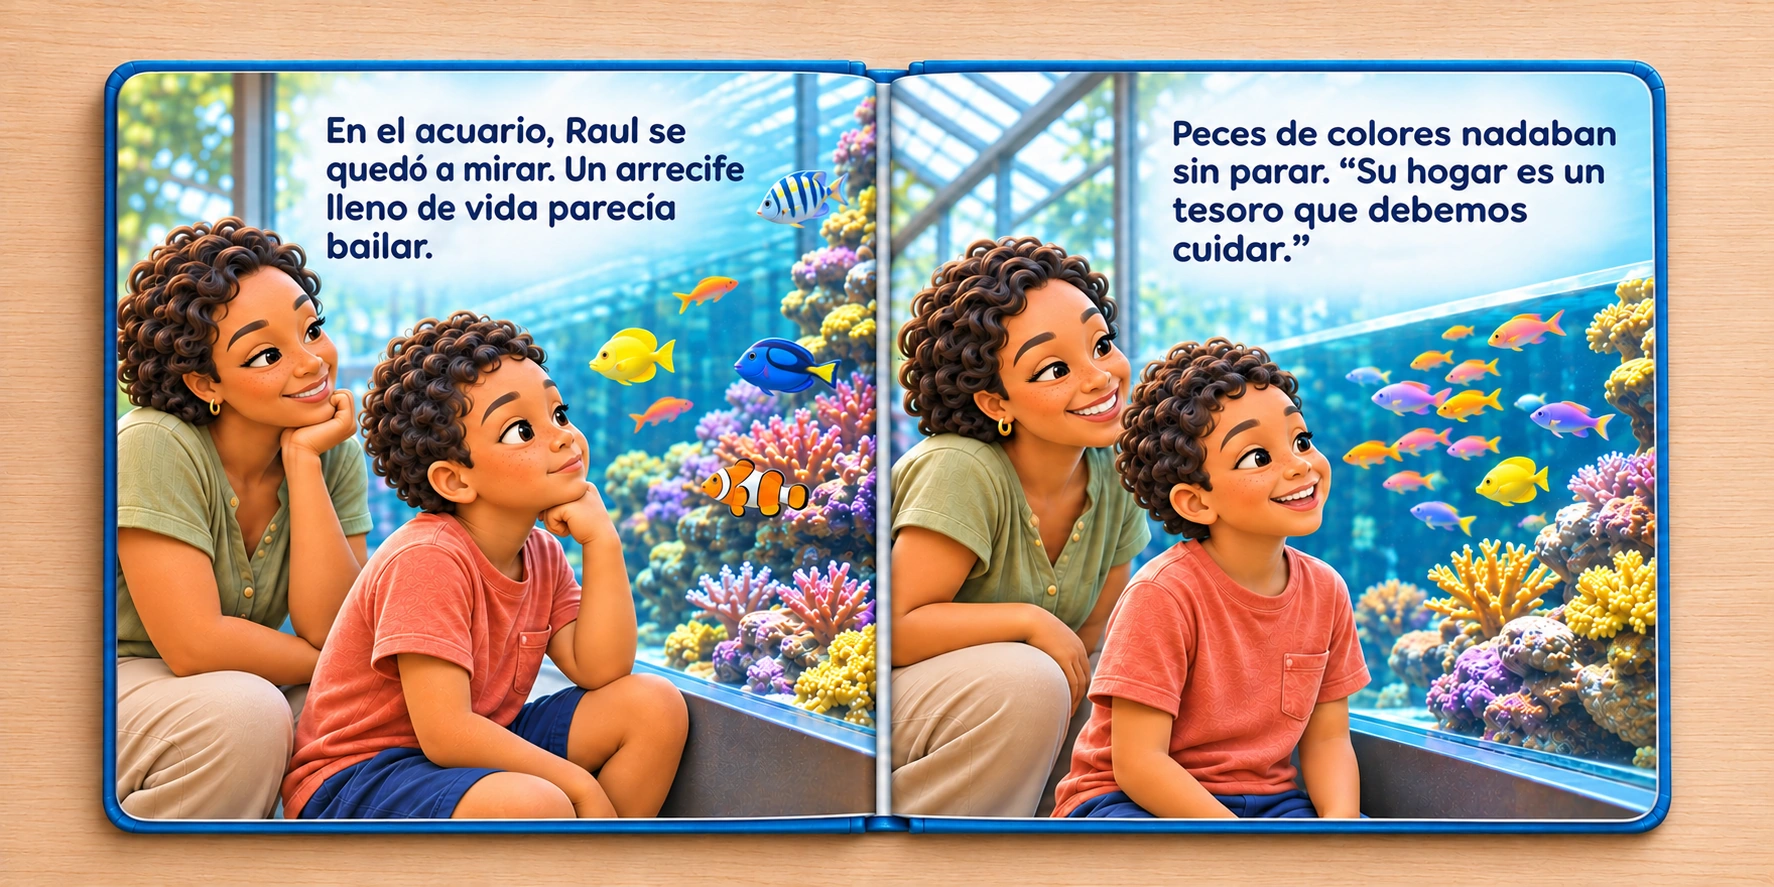 En el acuario, Raul se
quedó a mirar. Un arrecife
lleno de vida parecía
bailar.
Peces de colores nadaban
sin parar. “Su hogar es un
tesoro que debemos
cuidar.”